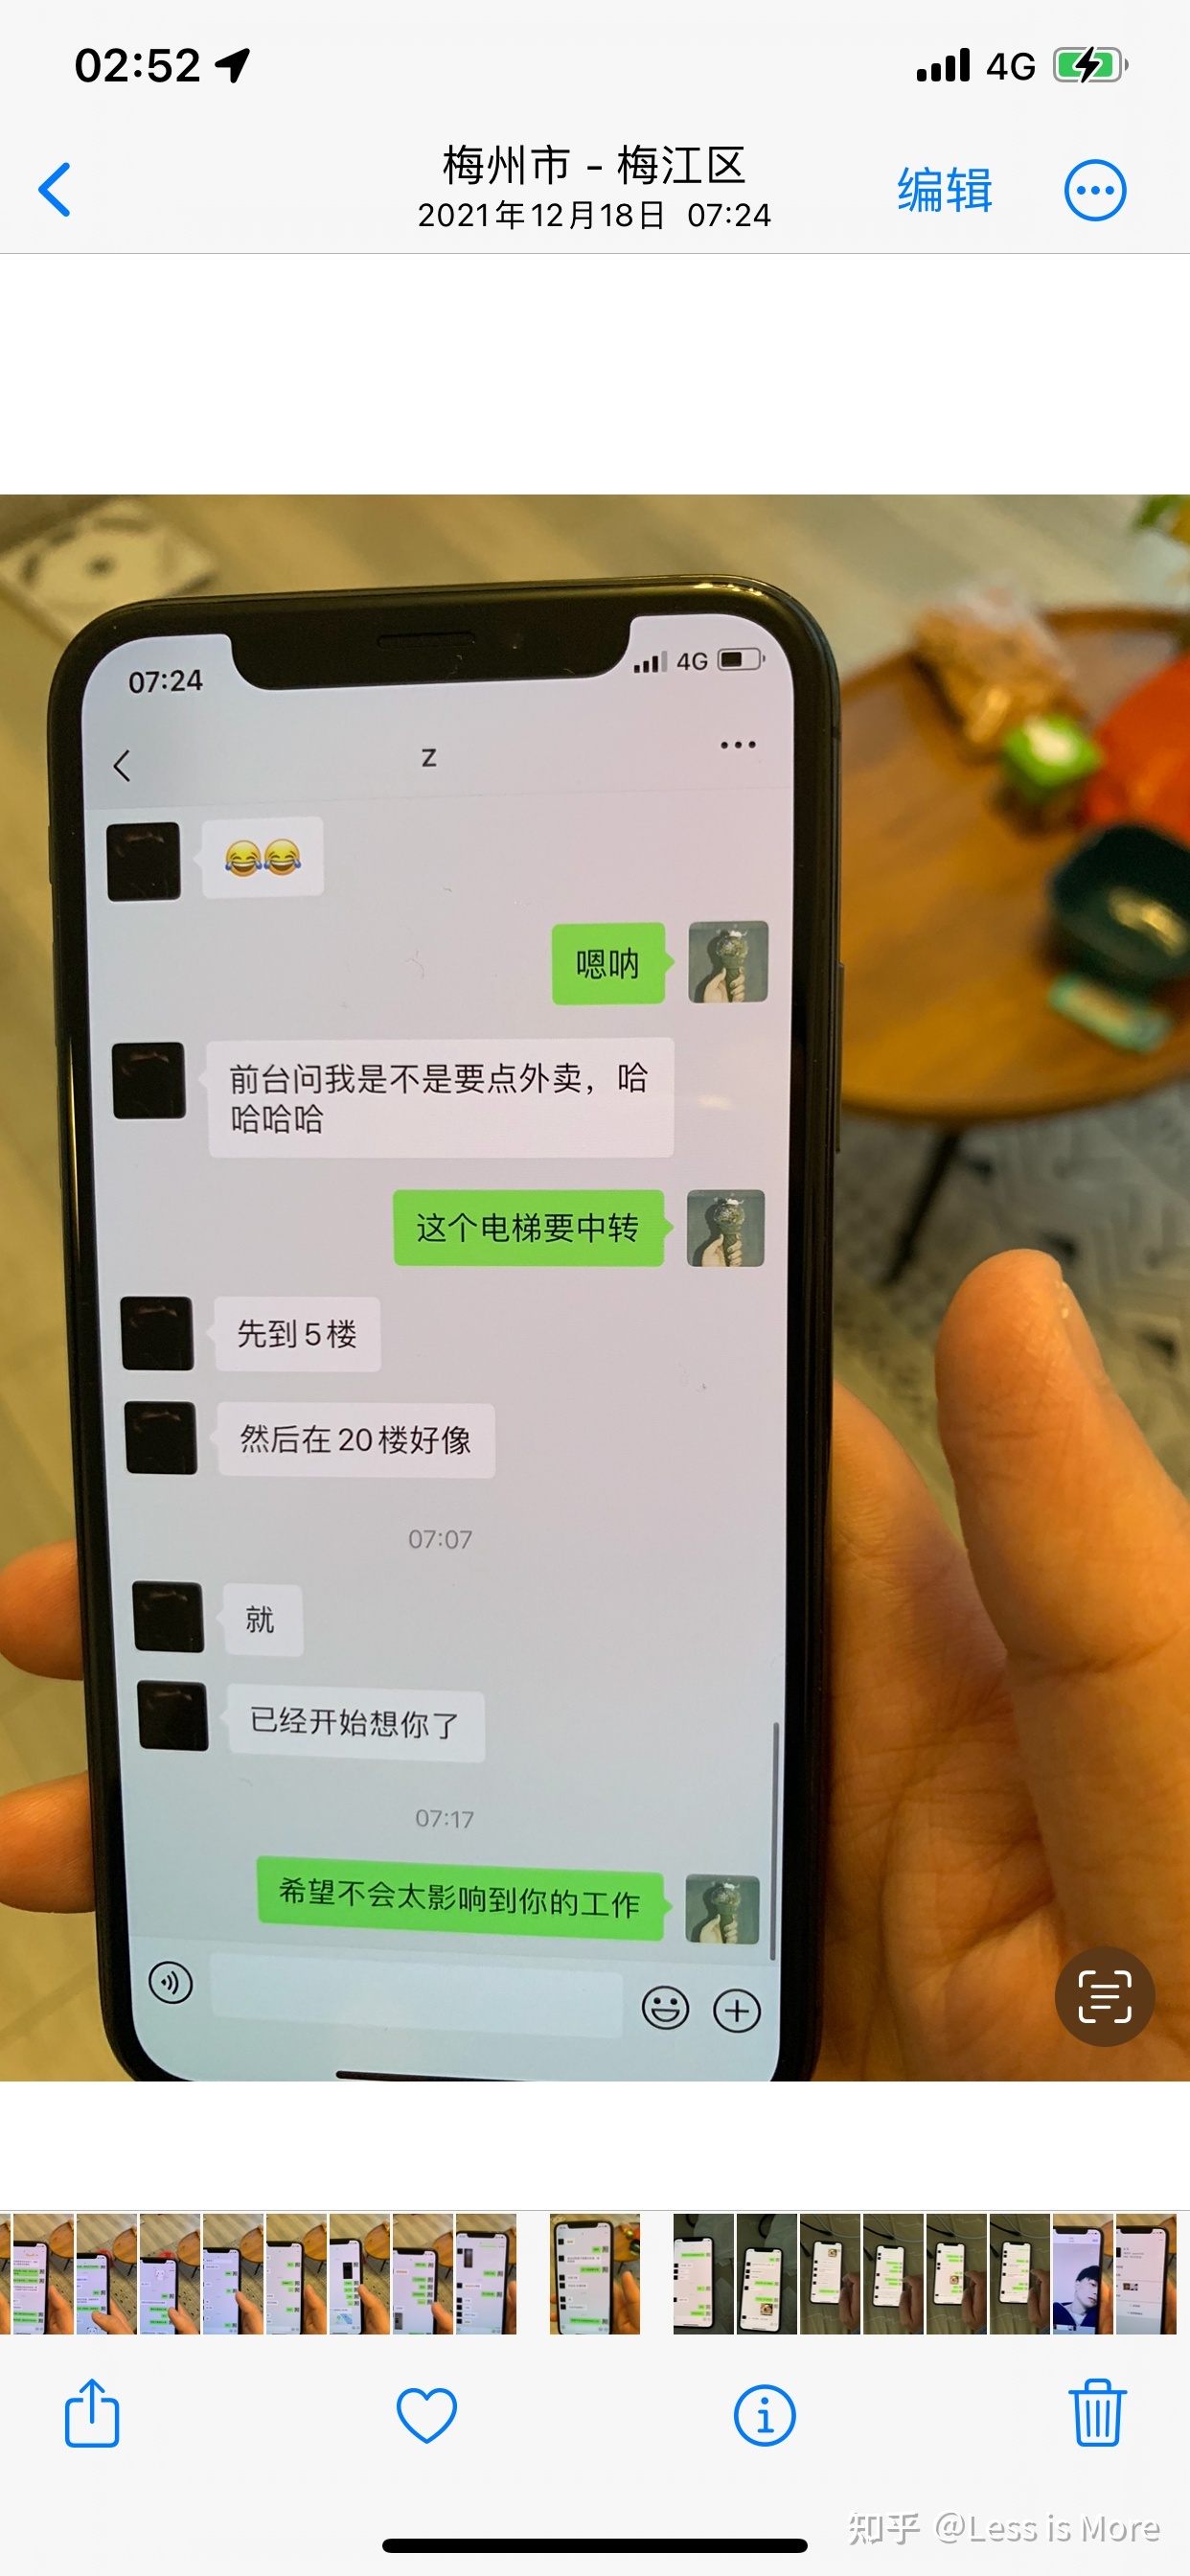 02:52
4G
梅州市 - 梅江区
2021年12月18日 07:24
编辑
07:24
4G
z
😂😂
嗯呐
前台问我是不是要点外卖，哈
哈哈哈
这个电梯要中转
先到5楼
然后在20楼好像
07:07
就
已经开始想你了
07:17
希望不会太影响到你的工作
知乎 @Less is More